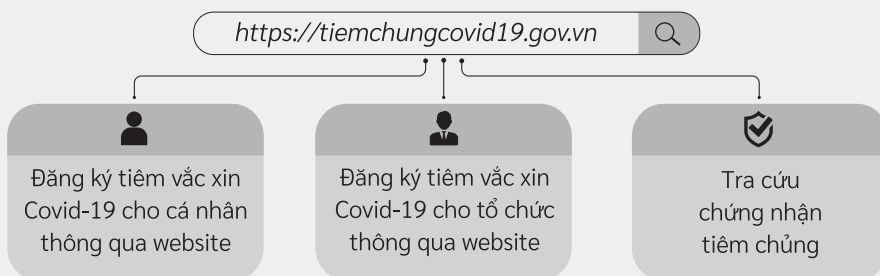 https://tiemchungcovid19.gov.vn
Đăng ký tiêm vắc xin
Covid-19 cho cá nhân
thông qua website
Đăng ký tiêm vắc xin
Covid-19 cho tổ chức
thông qua website
Tra cứu
chứng nhận
tiêm chủng